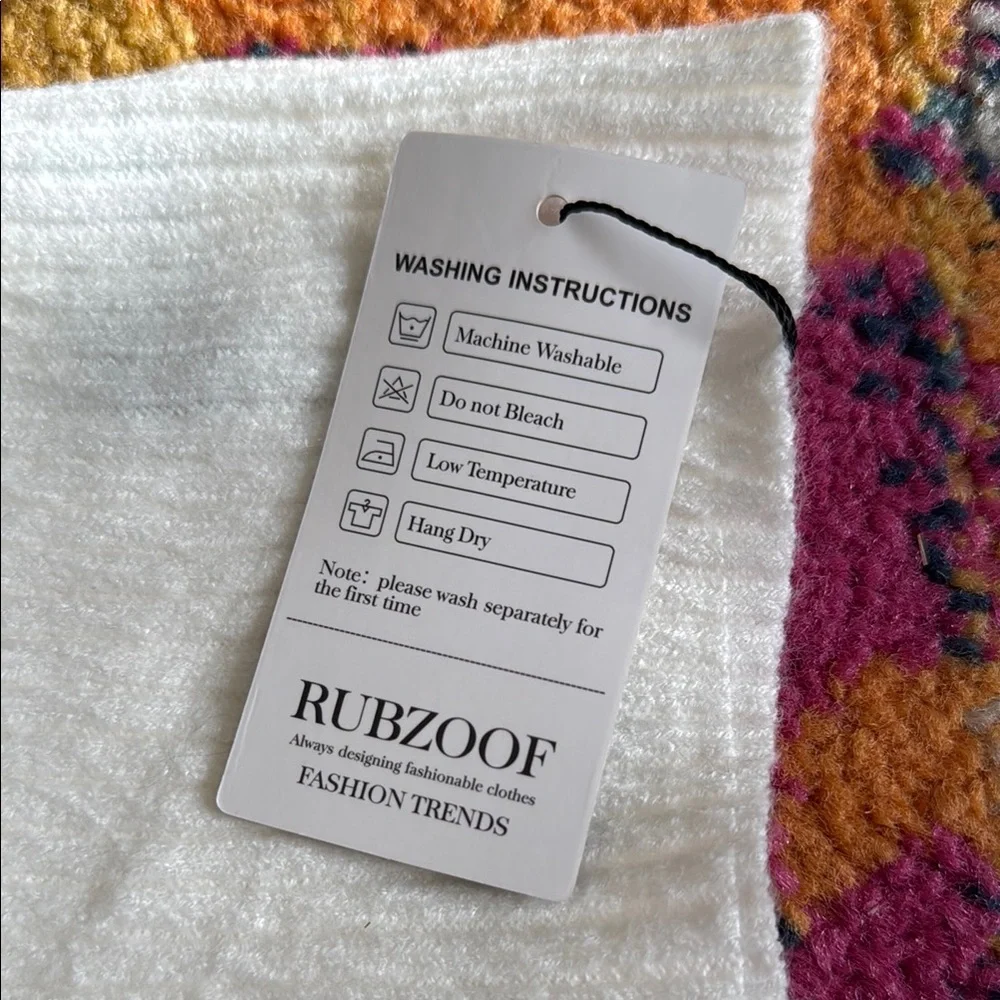 WASHING INSTRUCTIONS
Machine Washable
Do not Bleach
Low Temperature
Hang Dry
Note: please wash separately for
the first time
RUBZOOF
Always designing fashionable clothes
FASHION TRENDS